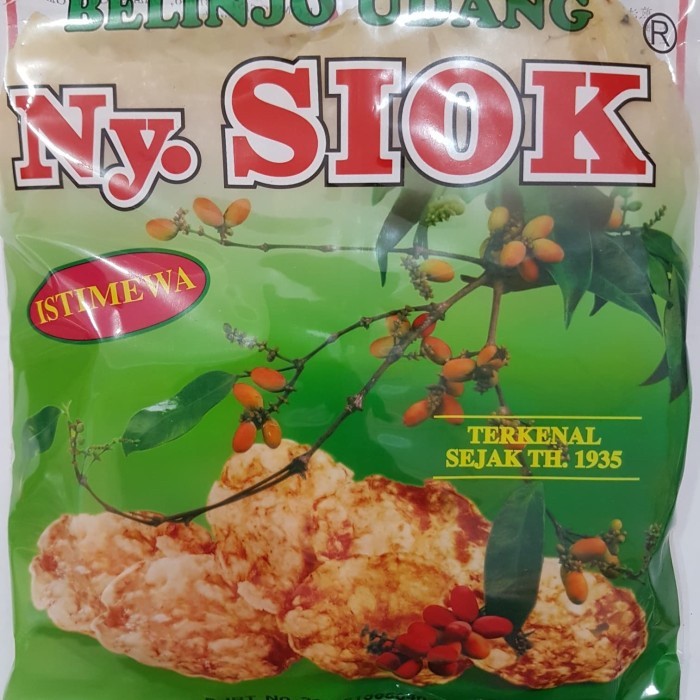 BELINJO UDANG
Ny. SIOK ®
ISTIMEWA
TERKENAL
SEJAK TH. 1935